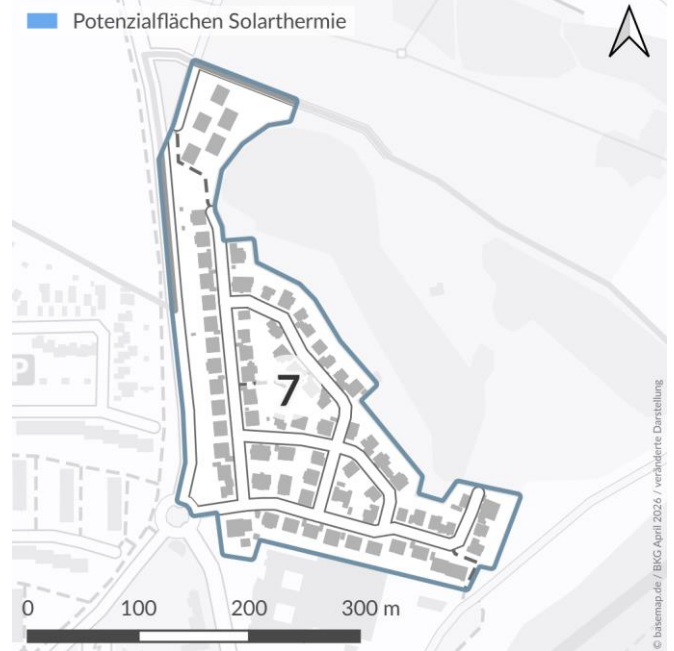 Potenzialflächen Solarthermie
P
7
0 100 200 300 m
© basemap.de / BKG April 2026 / veränderte Darstellung